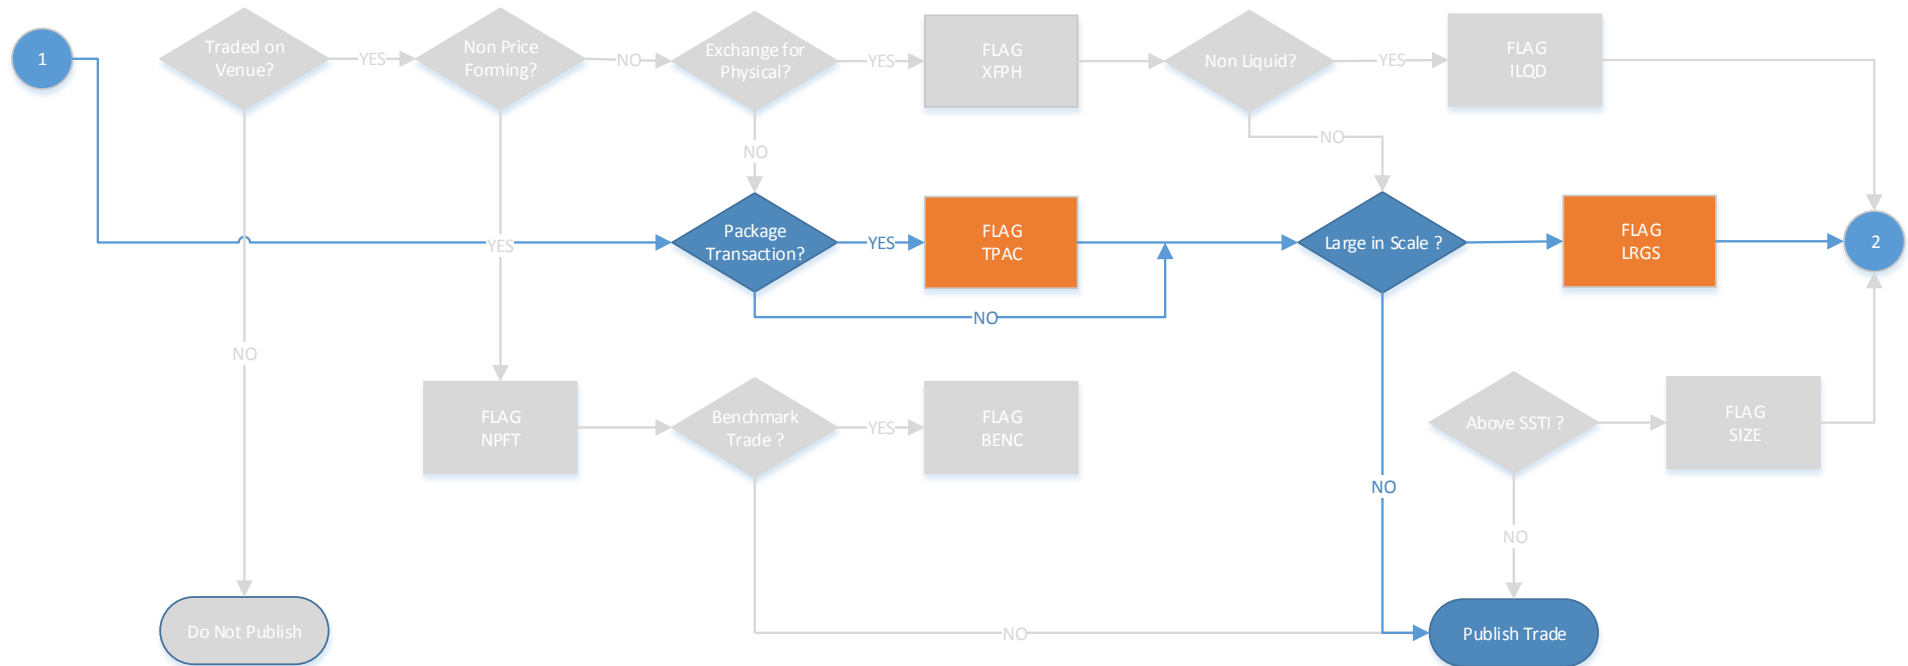 1
Traded on
Venue?
YES
Non Price
Forming?
NO
Exchange for
Physical?
YES
FLAG
XFPH
Non Liquid?
YES
FLAG
ILQD
NO
NO
Package
Transaction?
YES
FLAG
TPAC
Large in Scale ?
FLAG
LRGS
2
YES
NO
NO
FLAG
NPFT
Benchmark
Trade ?
YES
FLAG
BENC
Above SSTI ?
FLAG
SIZE
NO
NO
Do Not Publish
NO
Publish Trade